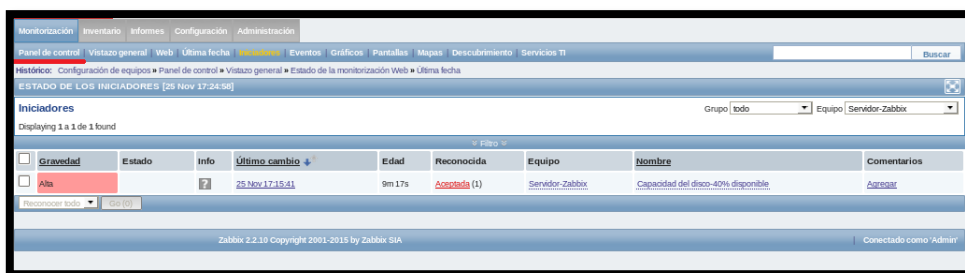 Monitorización Inventario Informes Configuración Administración
Panel de control Vistazo general Web Última fecha Iniciadores Eventos Gráficos Pantallas Mapas Descubrimiento Servicios TI Buscar
Histórico: Configuración de equipos » Panel de control » Vistazo general » Estado de la monitorización Web » Última fecha
ESTADO DE LOS INICIADORES [25 Nov 17:24:58]
Iniciadores Grupo todo Equipo Servidor-Zabbix
Displaying 1 a 1 de 1 found
Filtro
Gravedad Estado Info Último cambio Edad Reconocida Equipo Nombre Comentarios
Alta ? 25 Nov 17:15:41 9m 17s Aceptada (1) Servidor-Zabbix Capacidad del disco-40% disponible Agregar
Reconocer todo Go (0)
Zabbix 2.2.10 Copyright 2001-2015 by Zabbix SIA Conectado como 'Admin'